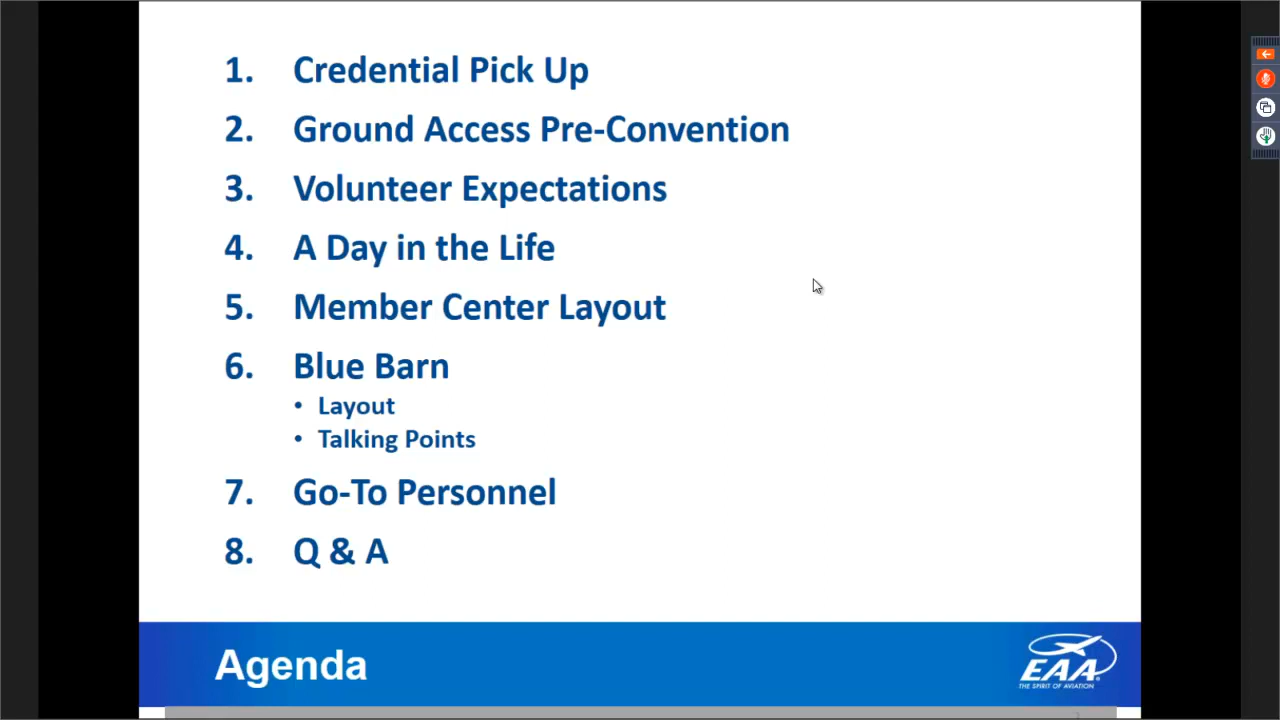 1. Credential Pick Up
2. Ground Access Pre-Convention
3. Volunteer Expectations
4. A Day in the Life
5. Member Center Layout
6. Blue Barn
• Layout
• Talking Points
7. Go-To Personnel
8. Q & A
Agenda
EAA
THE SPIRIT OF AVIATION